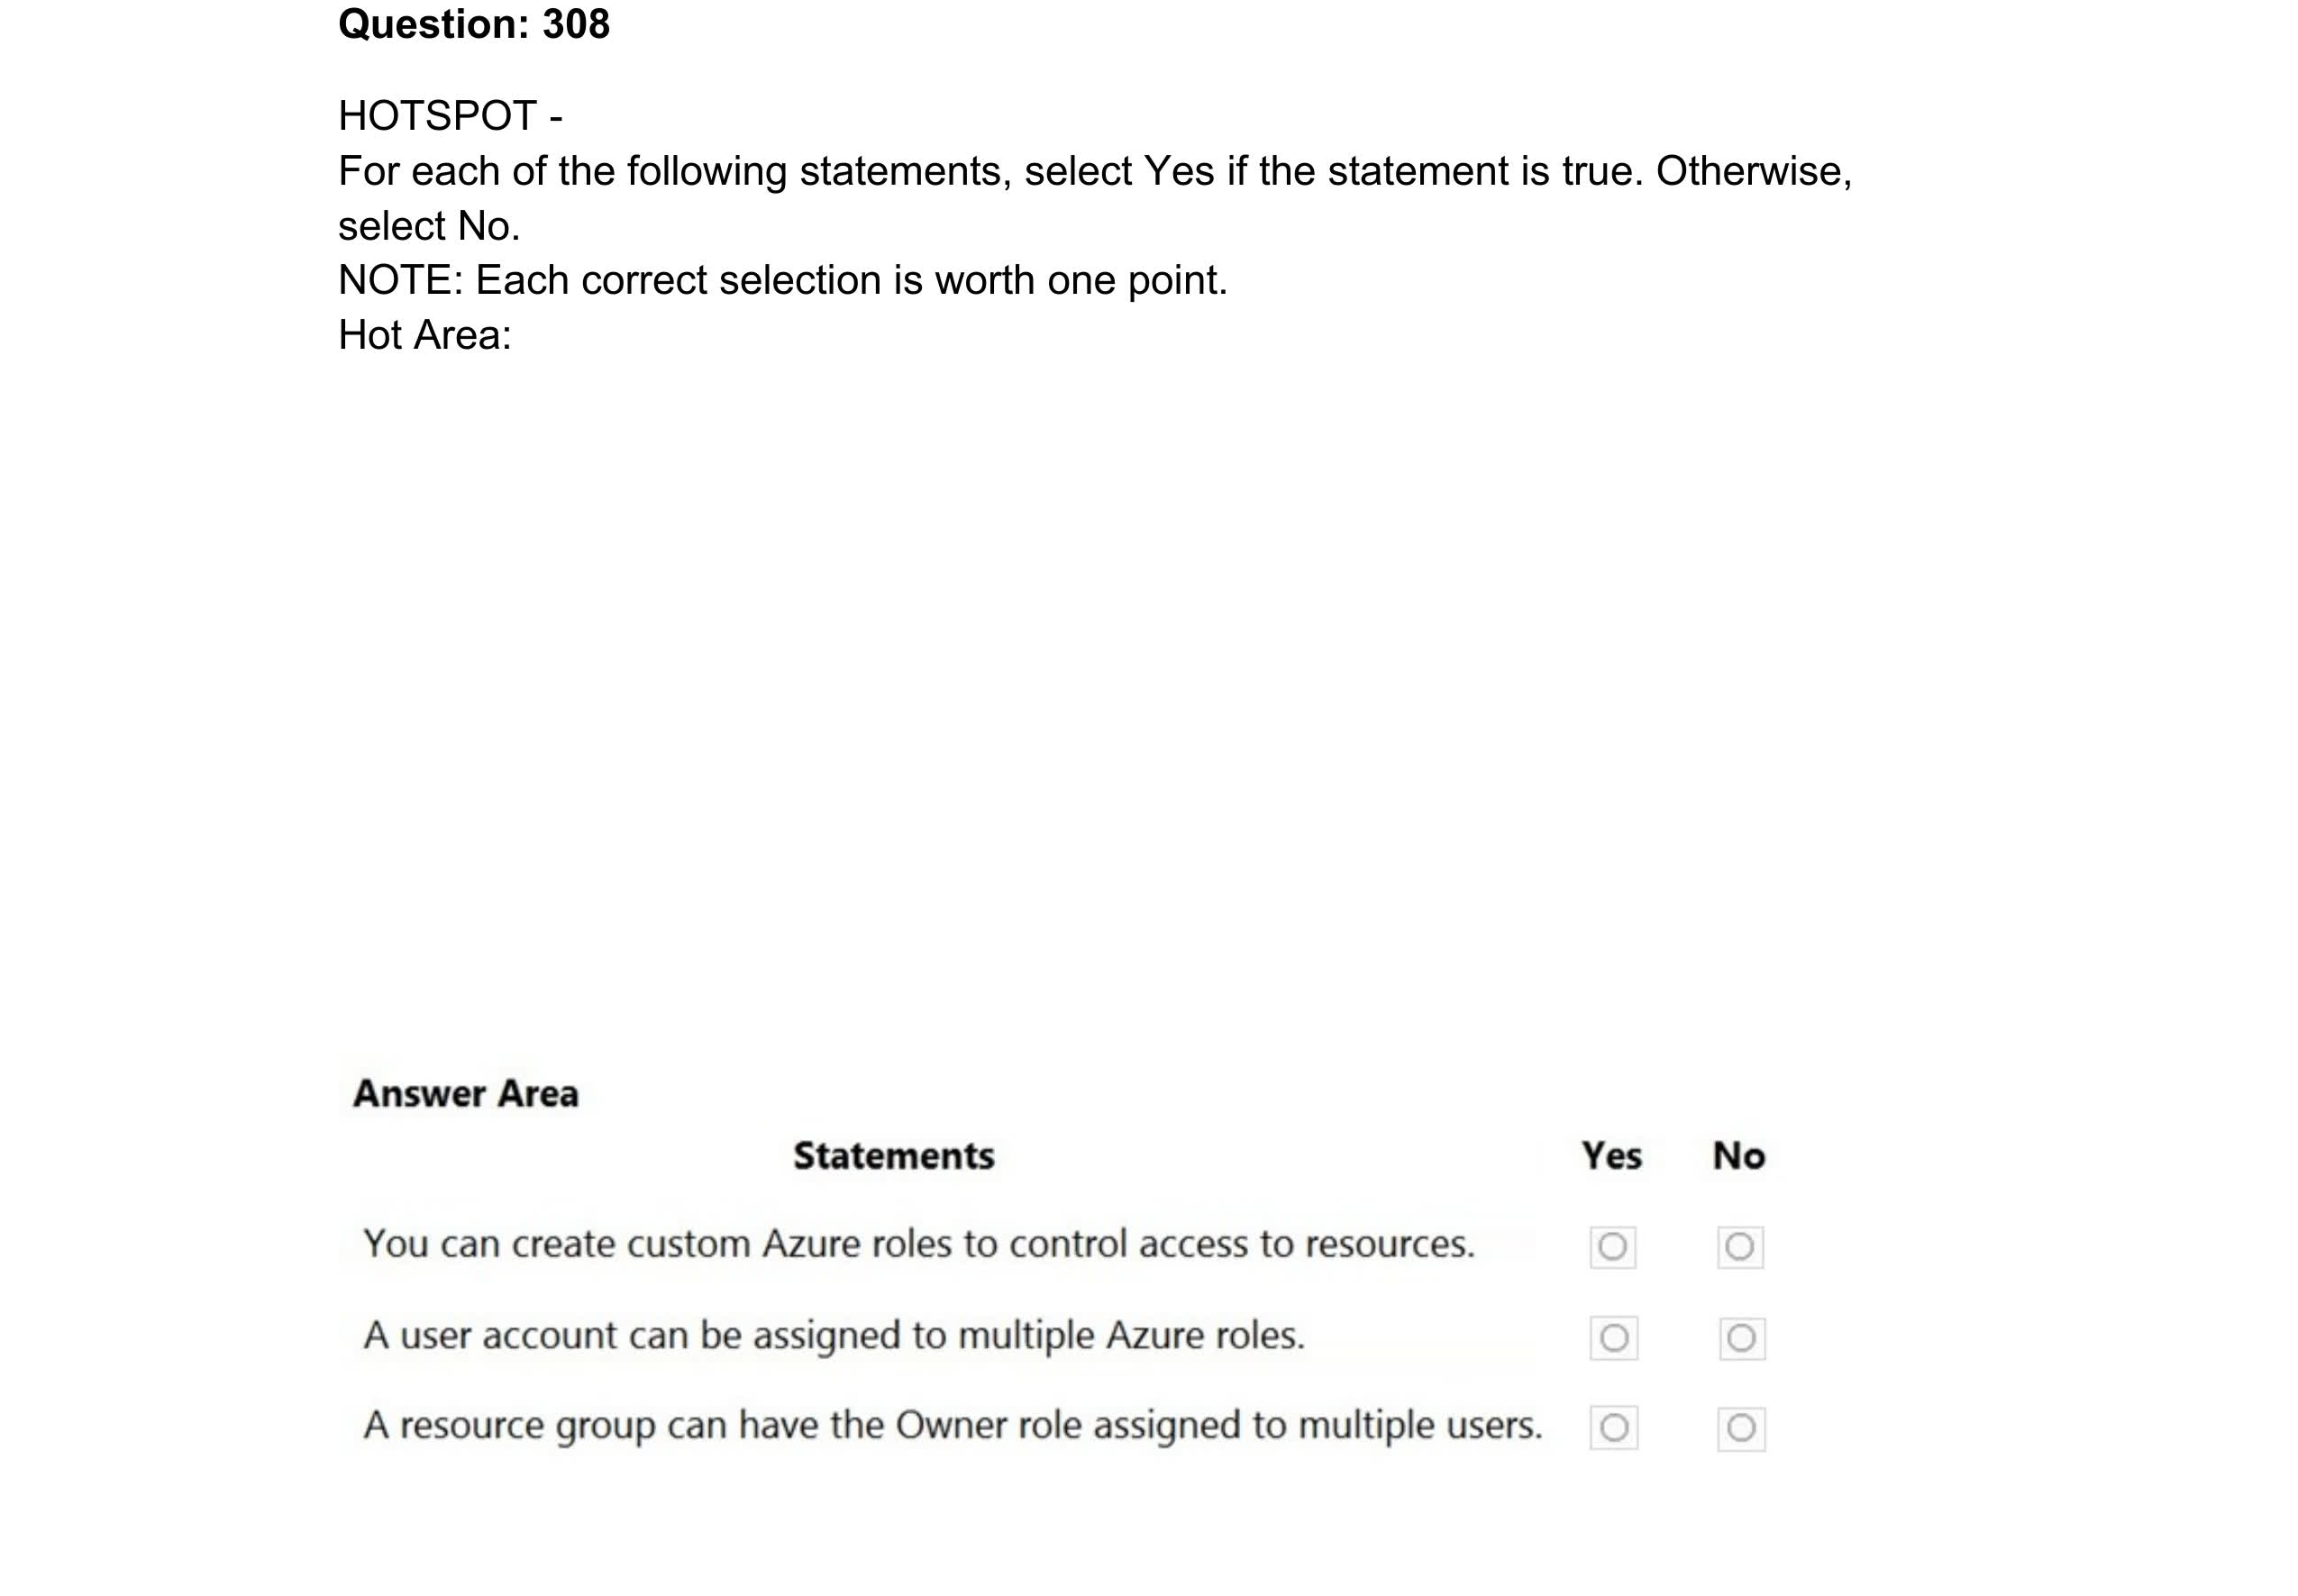 Question: 308
HOTSPOT -
For each of the following statements, select Yes if the statement is true. Otherwise,
select No.
NOTE: Each correct selection is worth one point.
Hot Area:
Answer Area
Statements Yes No
You can create custom Azure roles to control access to resources.
A user account can be assigned to multiple Azure roles.
A resource group can have the Owner role assigned to multiple users.